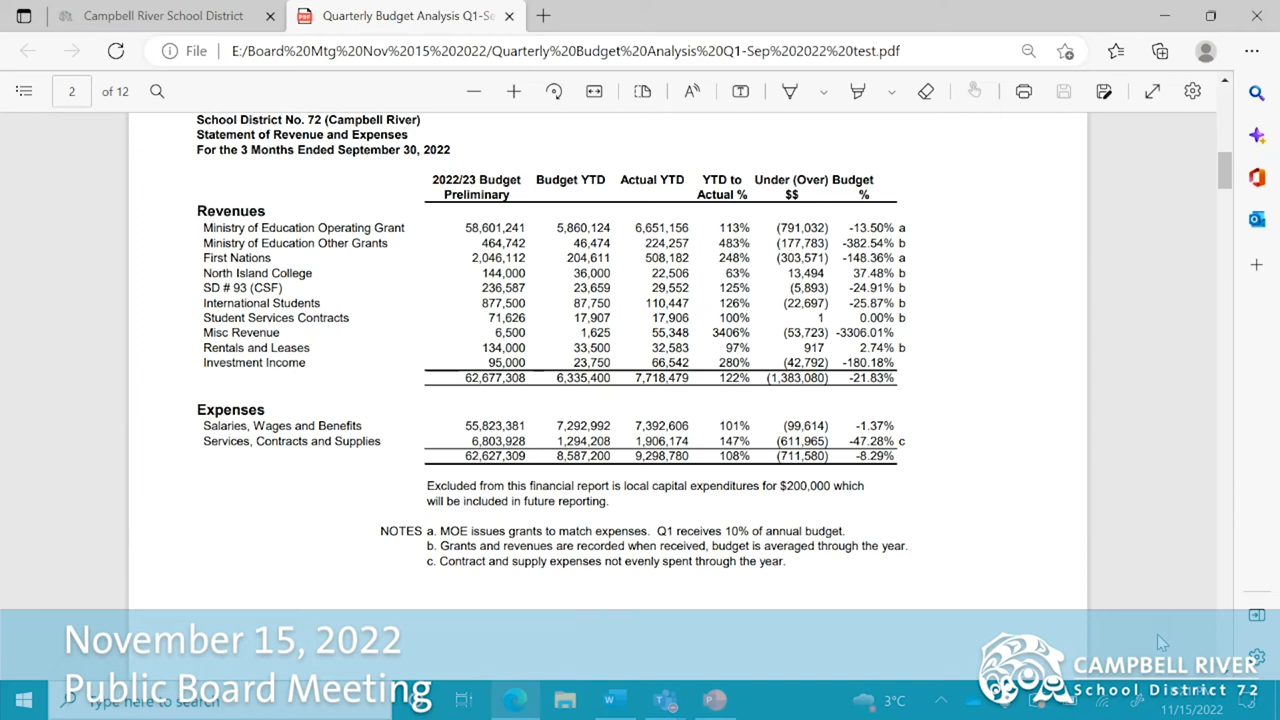 Campbell River School District
Quarterly Budget Analysis Q1-Se
File E:/Board%20Mtg%20Nov%2015%202022/Quarterly%20Budget%20Analysis%20Q1-Sep%202022%20test.pdf
2 of 12
School District No. 72 (Campbell River)
Statement of Revenue and Expenses
For the 3 Months Ended September 30, 2022
2022/23 Budget Budget YTD Actual YTD YTD to Under (Over) Budget
Preliminary Actual % $$ %
Revenues
Ministry of Education Operating Grant 58,601,241 5,860,124 6,651,156 113% (791,032) -13.50% a
Ministry of Education Other Grants 464,742 46,474 224,257 483% (177,783) -382.54% b
First Nations 2,046,112 204,611 508,182 248% (303,571) -148.36% a
North Island College 144,000 36,000 22,506 63% 13,494 37.48% b
SD # 93 (CSF) 236,587 23,659 29,552 125% (5,893) -24.91% b
International Students 877,500 87,750 110,447 126% (22,697) -25.87% b
Student Services Contracts 71,626 17,907 17,906 100% 1 0.00% b
Misc Revenue 6,500 1,625 55,348 3406% (53,723) -3306.01%
Rentals and Leases 134,000 33,500 32,583 97% 917 2.74% b
Investment Income 95,000 23,750 66,542 280% (42,792) -180.18%
62,677,308 6,335,400 7,718,479 122% (1,383,080) -21.83%
Expenses
Salaries, Wages and Benefits 55,823,381 7,292,992 7,392,606 101% (99,614) -1.37%
Services, Contracts and Supplies 6,803,928 1,294,208 1,906,174 147% (611,965) -47.28% c
62,627,309 8,587,200 9,298,780 108% (711,580) -8.29%
Excluded from this financial report is local capital expenditures for $200,000 which
will be included in future reporting.
NOTES a. MOE issues grants to match expenses. Q1 receives 10% of annual budget.
b. Grants and revenues are recorded when received, budget is averaged through the year.
c. Contract and supply expenses not evenly spent through the year.
November 15, 2022
Public Board Meeting
CAMPBELL RIVER
School District 72
Type here to search
3°C
11/15/2022